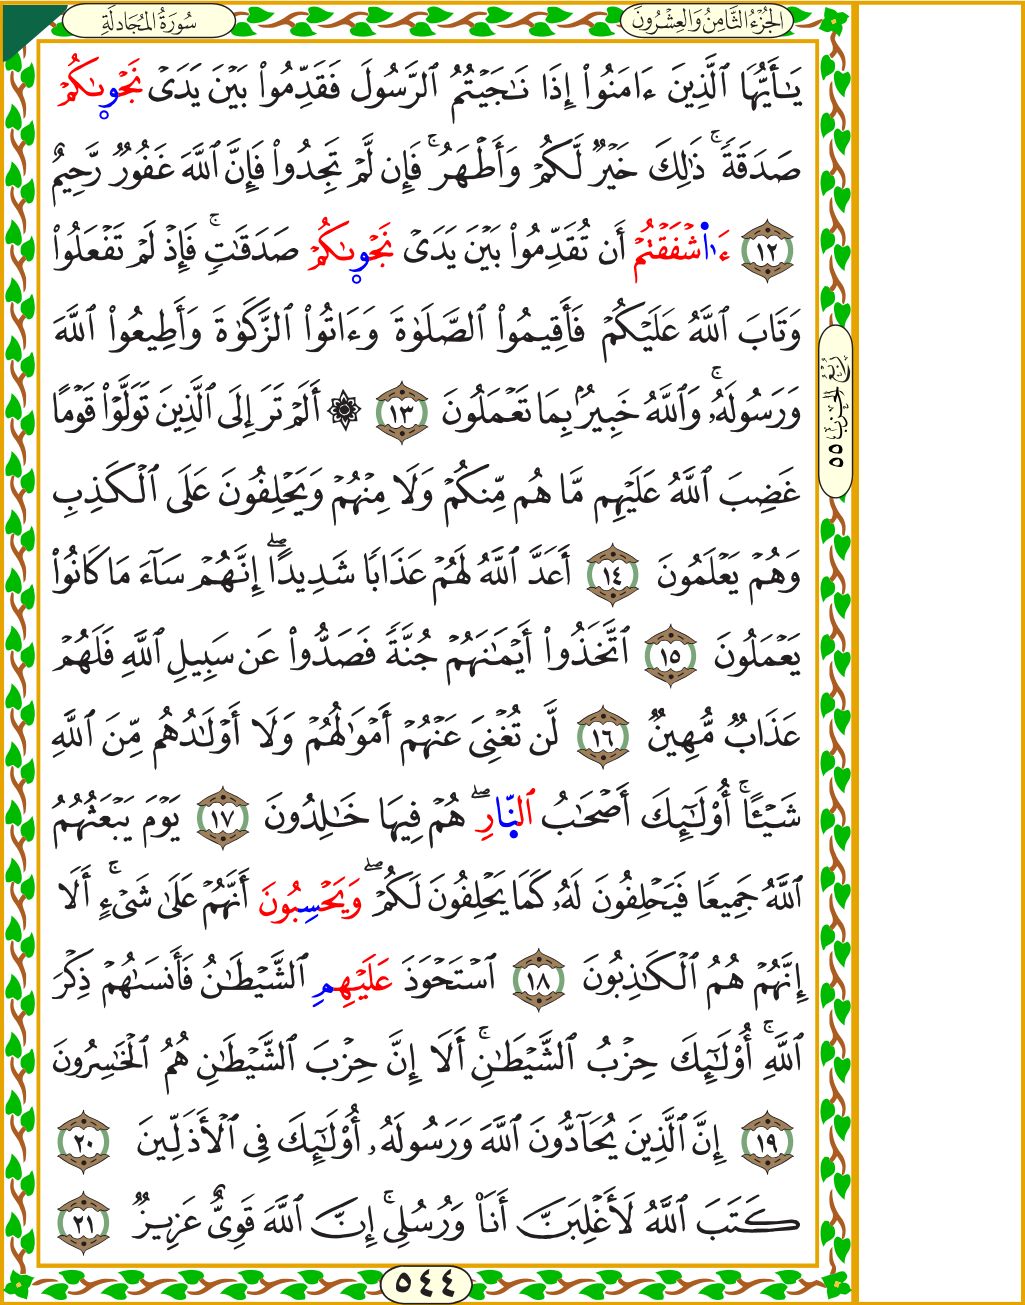 الجُزْءُ الثَّامِنُ وَالعِشْرُونَ
سُورَةُ المُجَادلَةِ
يَـٰٓأَيُّهَا ٱلَّذِينَ ءَامَنُوٓا۟ إِذَا نَـٰجَيْتُمُ ٱلرَّسُولَ فَقَدِّمُوا۟ بَيْنَ يَدَىْ نَجْوىٰكُمْ
صَدَقَةً ۚ ذَٰلِكَ خَيْرٌ لَّكُمْ وَأَطْهَرُ ۚ فَإِن لَّمْ تَجِدُوا۟ فَإِنَّ ٱللَّهَ غَفُورٌ رَّحِيمٌ
١٢ ءَا۬شْفَقْتُمْ أَن تُقَدِّمُوا۟ بَيْنَ يَدَىْ نَجْوىٰكُمْ صَدَقَـٰتٍ ۚ فَإِذْ لَمْ تَفْعَلُوا۟
وَتَابَ ٱللَّهُ عَلَيْكُمْ فَأَقِيمُوا۟ ٱلصَّلَوٰةَ وَءَاتُوا۟ ٱلزَّكَوٰةَ وَأَطِيعُوا۟ ٱللَّهَ
وَرَسُولَهُۥ ۚ وَٱللَّهُ خَبِيرٌۢ بِمَا تَعْمَلُونَ ١٣ ۞ أَلَمْ تَرَ إِلَى ٱلَّذِينَ تَوَلَّوْا۟ قَوْمًا
غَضِبَ ٱللَّهُ عَلَيْهِم مَّا هُم مِّنكُمْ وَلَا مِنْهُمْ وَيَحْلِفُونَ عَلَى ٱلْكَذِبِ
وَهُمْ يَعْلَمُونَ ١٤ أَعَدَّ ٱللَّهُ لَهُمْ عَذَابًا شَدِيدًا ۖ إِنَّهُمْ سَآءَ مَا كَانُوا۟
يَعْمَلُونَ ١٥ ٱتَّخَذُوٓا۟ أَيْمَـٰنَهُمْ جُنَّةً فَصَدُّوا۟ عَن سَبِيلِ ٱللَّهِ فَلَهُمْ
عَذَابٌ مُّهِينٌ ١٦ لَّن تُغْنِىَ عَنْهُمْ أَمْوَٰلُهُمْ وَلَآ أَوْلَـٰدُهُم مِّنَ ٱللَّهِ
شَيْـًٔا ۚ أُو۟لَـٰٓئِكَ أَصْحَـٰبُ ٱلنّارِ ۖ هُمْ فِيهَا خَـٰلِدُونَ ١٧ يَوْمَ يَبْعَثُهُمُ
ٱللَّهُ جَمِيعًا فَيَحْلِفُونَ لَهُۥ كَمَا يَحْلِفُونَ لَكُمْ ۖ وَيَحْسِبُونَ أَنَّهُمْ عَلَىٰ شَىْءٍ ۚ أَلَآ
إِنَّهُمْ هُمُ ٱلْكَـٰذِبُونَ ١٨ ٱسْتَحْوَذَ عَلَيْهِمِ ٱلشَّيْطَـٰنُ فَأَنسَىٰهُمْ ذِكْرَ
ٱللَّهِ ۚ أُو۟لَـٰٓئِكَ حِزْبُ ٱلشَّيْطَـٰنِ ۚ أَلَآ إِنَّ حِزْبَ ٱلشَّيْطَـٰنِ هُمُ ٱلْخَـٰسِرُونَ
١٩ إِنَّ ٱلَّذِينَ يُحَآدُّونَ ٱللَّهَ وَرَسُولَهُۥٓ أُو۟لَـٰٓئِكَ فِى ٱلْأَذَلِّينَ ٢٠
كَتَبَ ٱللَّهُ لَأَغْلِبَنَّ أَنَا۠ وَرُسُلِىٓ ۚ إِنَّ ٱللَّهَ قَوِىٌّ عَزِيزٌ ٢١
رُبْعُ الحِزْبِ ٥٥
٥٤٤